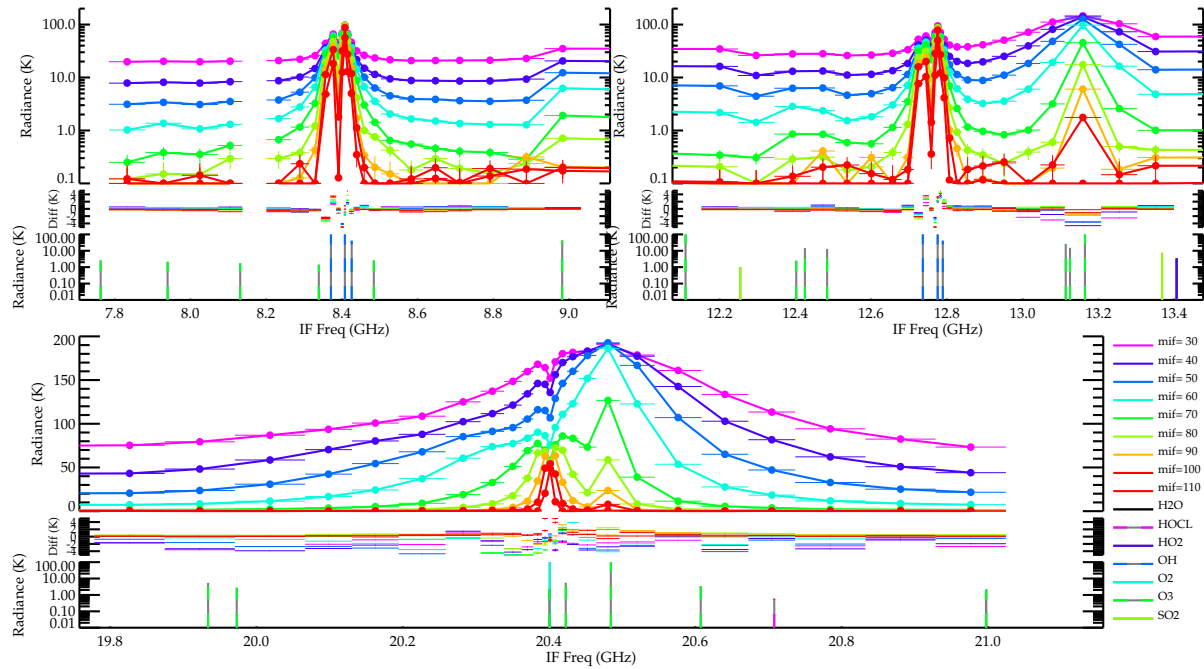 100.0
10.0
1.0
0.1
Radiance (K)
4
2
0
-2
-4
Diff (K)
100.00
10.00
1.00
0.10
0.01
Radiance (K)
7.8 8.0 8.2 8.4 8.6 8.8 9.0
IF Freq (GHz)
100.0
10.0
1.0
0.1
Radiance (K)
4
2
0
-2
-4
Diff (K)
100.00
10.00
1.00
0.10
0.01
Radiance (K)
12.2 12.4 12.6 12.8 13.0 13.2 13.4
IF Freq (GHz)
200
150
100
50
0
Radiance (K)
4
2
0
-2
-4
Diff (K)
100.00
10.00
1.00
0.10
0.01
Radiance (K)
19.8 20.0 20.2 20.4 20.6 20.8 21.0
IF Freq (GHz)
mif= 30
mif= 40
mif= 50
mif= 60
mif= 70
mif= 80
mif= 90
mif=100
mif=110
H2O
HOCL
HO2
OH
O2
O3
SO2